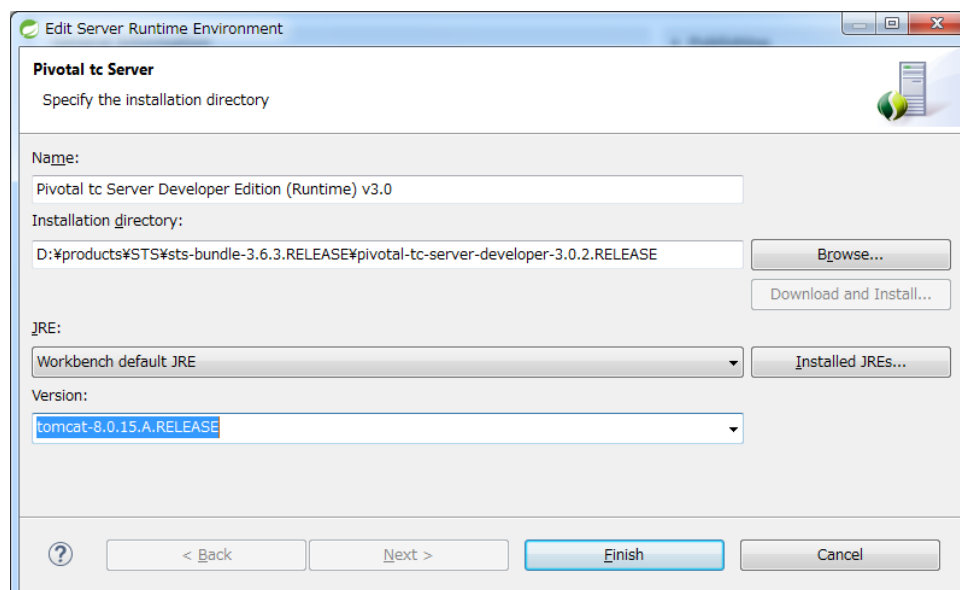 Edit Server Runtime Environment
Pivotal tc Server
Specify the installation directory
Name:
Pivotal tc Server Developer Edition (Runtime) v3.0
Installation directory:
D:¥products¥STS¥sts-bundle-3.6.3.RELEASE¥pivotal-tc-server-developer-3.0.2.RELEASE
Browse...
Download and Install...
JRE:
Workbench default JRE
Installed JREs...
Version:
tomcat-8.0.15.A.RELEASE
?
< Back
Next >
Finish
Cancel